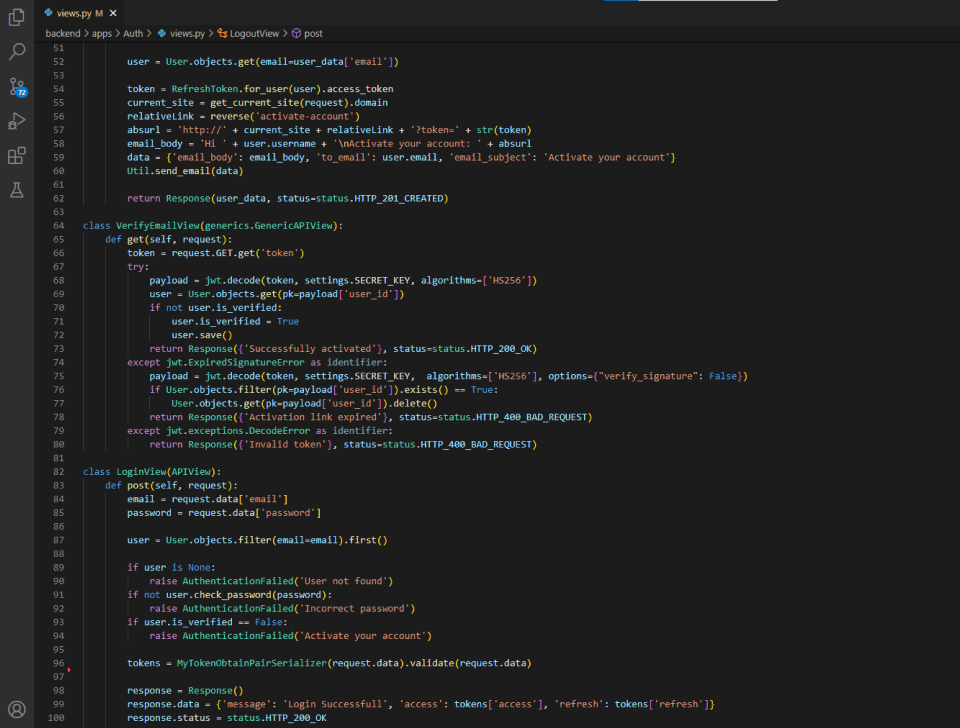 views.py M ×
backend > apps > Auth > views.py > LogoutView > post
72
51
52 user = User.objects.get(email=user_data['email'])
53
54 token = RefreshToken.for_user(user).access_token
55 current_site = get_current_site(request).domain
56 relativeLink = reverse('activate-account')
57 absurl = 'http://' + current_site + relativeLink + '?token=' + str(token)
58 email_body = 'Hi ' + user.username + '\nActivate your account: ' + absurl
59 data = {'email_body': email_body, 'to_email': user.email, 'email_subject': 'Activate your account'}
60 Util.send_email(data)
61
62 return Response(user_data, status=status.HTTP_201_CREATED)
63
64 class VerifyEmailView(generics.GenericAPIView):
65 def get(self, request):
66 token = request.GET.get('token')
67 try:
68 payload = jwt.decode(token, settings.SECRET_KEY, algorithms=['HS256'])
69 user = User.objects.get(pk=payload['user_id'])
70 if not user.is_verified:
71 user.is_verified = True
72 user.save()
73 return Response({'Successfully activated'}, status=status.HTTP_200_OK)
74 except jwt.ExpiredSignatureError as identifier:
75 payload = jwt.decode(token, settings.SECRET_KEY,  algorithms=['HS256'], options={"verify_signature": False})
76 if User.objects.filter(pk=payload['user_id']).exists() == True:
77 User.objects.get(pk=payload['user_id']).delete()
78 return Response({'Activation link expired'}, status=status.HTTP_400_BAD_REQUEST)
79 except jwt.exceptions.DecodeError as identifier:
80 return Response({'Invalid token'}, status=status.HTTP_400_BAD_REQUEST)
81
82 class LoginView(APIView):
83 def post(self, request):
84 email = request.data['email']
85 password = request.data['password']
86
87 user = User.objects.filter(email=email).first()
88
89 if user is None:
90 raise AuthenticationFailed('User not found')
91 if not user.check_password(password):
92 raise AuthenticationFailed('Incorrect password')
93 if user.is_verified == False:
94 raise AuthenticationFailed('Activate your account')
95
96 tokens = MyTokenObtainPairSerializer(request.data).validate(request.data)
97
98 response = Response()
99 response.data = {'message': 'Login Successfull', 'access': tokens['access'], 'refresh': tokens['refresh']}
100 response.status = status.HTTP_200_OK